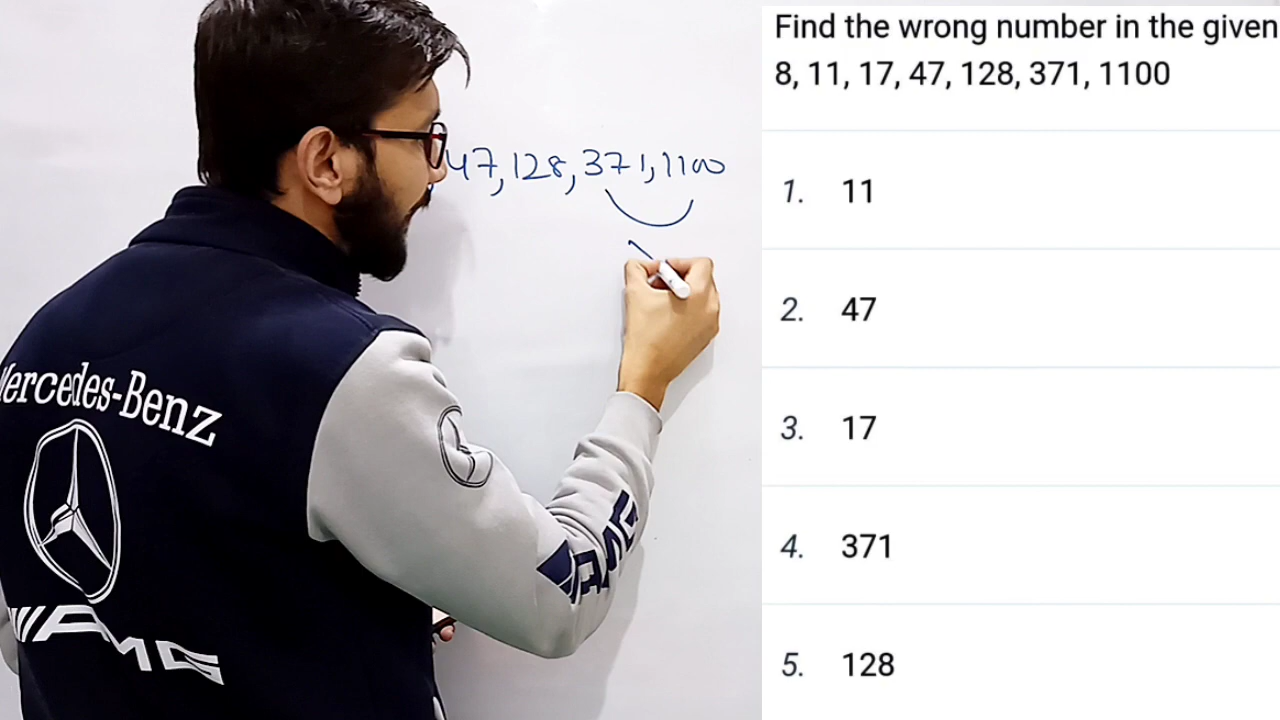 Find the wrong number in the given
8, 11, 17, 47, 128, 371, 1100
47, 128, 371, 1100
1. 11
2. 47
3. 17
4. 371
5. 128
Mercedes-Benz
AMG
AMG